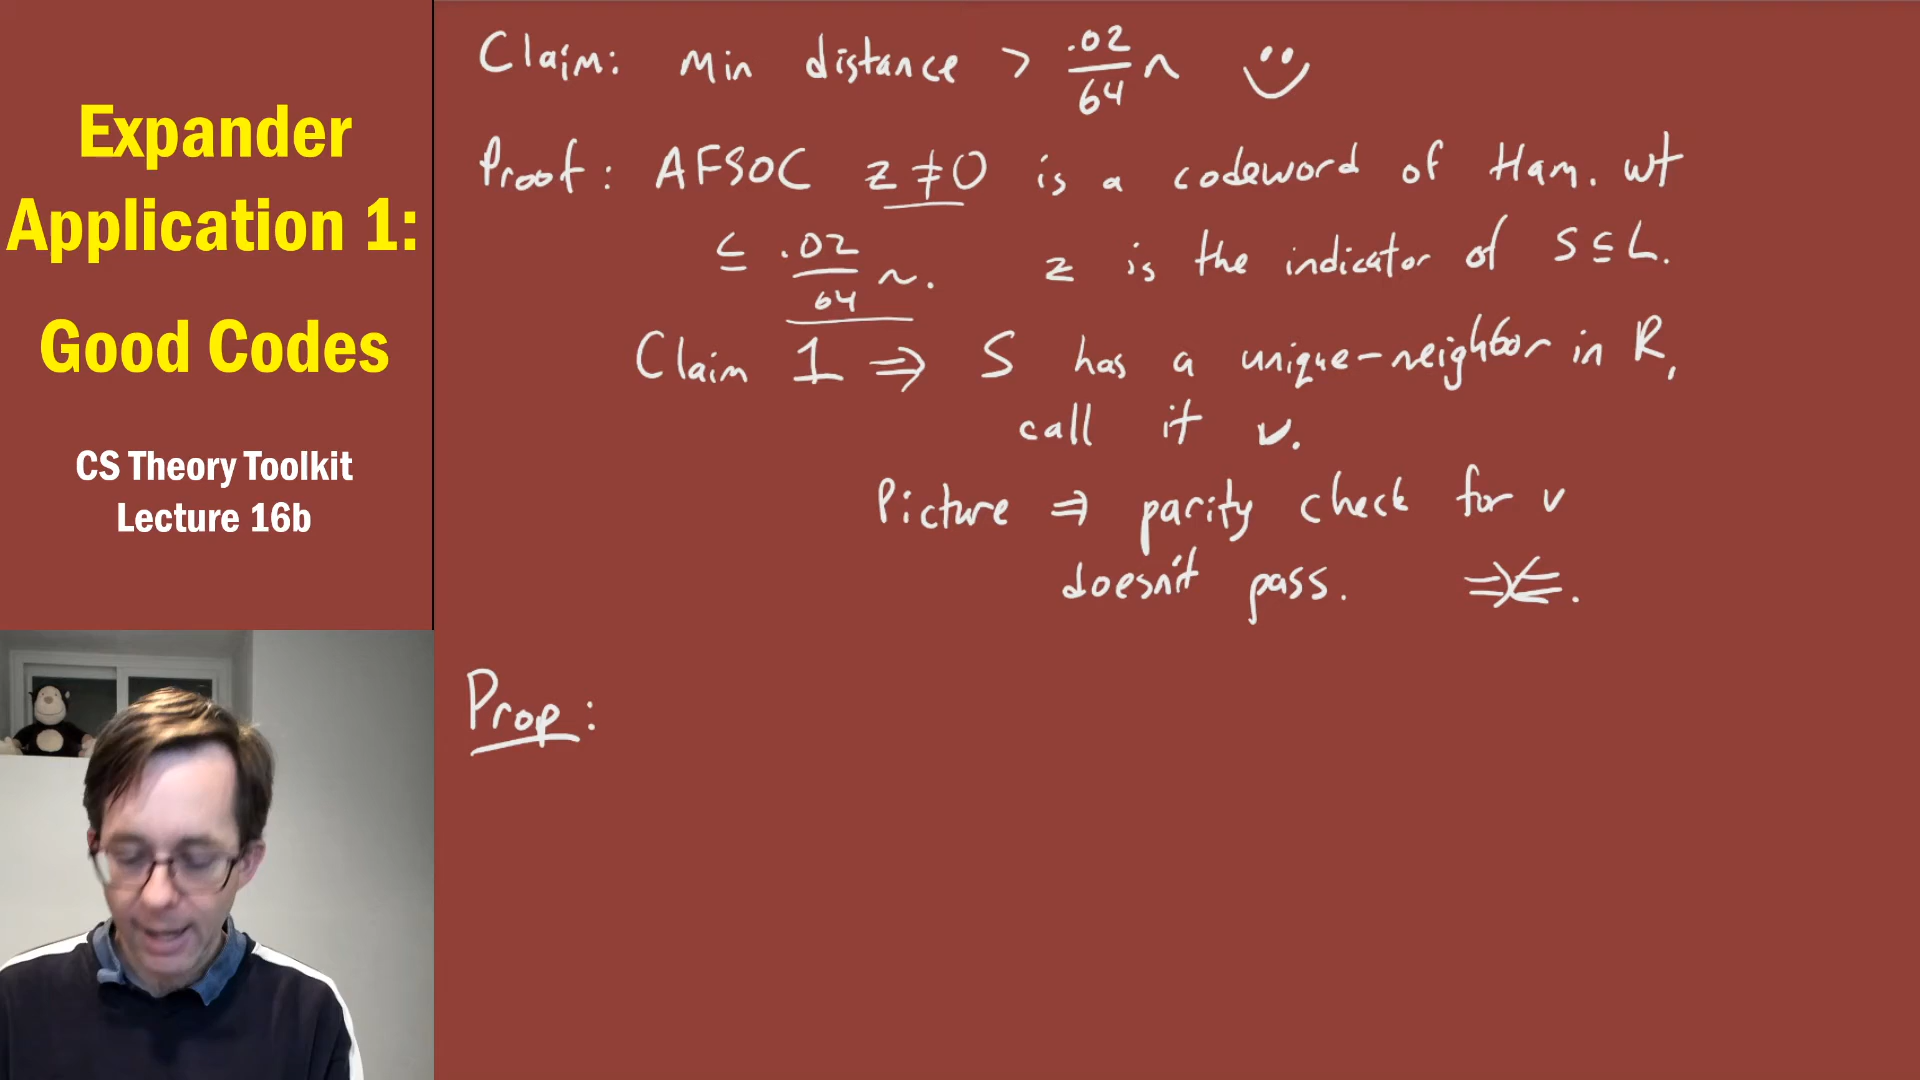 Expander
Application 1:
Good Codes
CS Theory Toolkit
Lecture 16b
Claim: min distance > .02/64 n
Proof: AFSOC z≠0 is a codeword of Ham. wt
≤ .02/64 n. z is the indicator of S⊆L.
Claim 1 ⇒ S has a unique-neighbor in R,
call it v.
Picture ⇒ parity check for v
doesn't pass. ⇒⇐.
Prop: